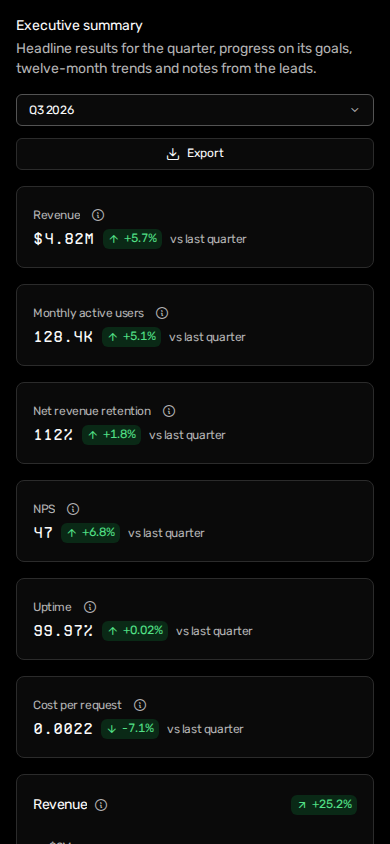 Executive summary
Headline results for the quarter, progress on its goals,
twelve-month trends and notes from the leads.
Q3 2026
Export
Revenue
$4.82M +5.7% vs last quarter
Monthly active users
128.4K +5.1% vs last quarter
Net revenue retention
112% +1.8% vs last quarter
NPS
47 +6.8% vs last quarter
Uptime
99.97% +0.02% vs last quarter
Cost per request
0.0022 -7.1% vs last quarter
Revenue +25.2%